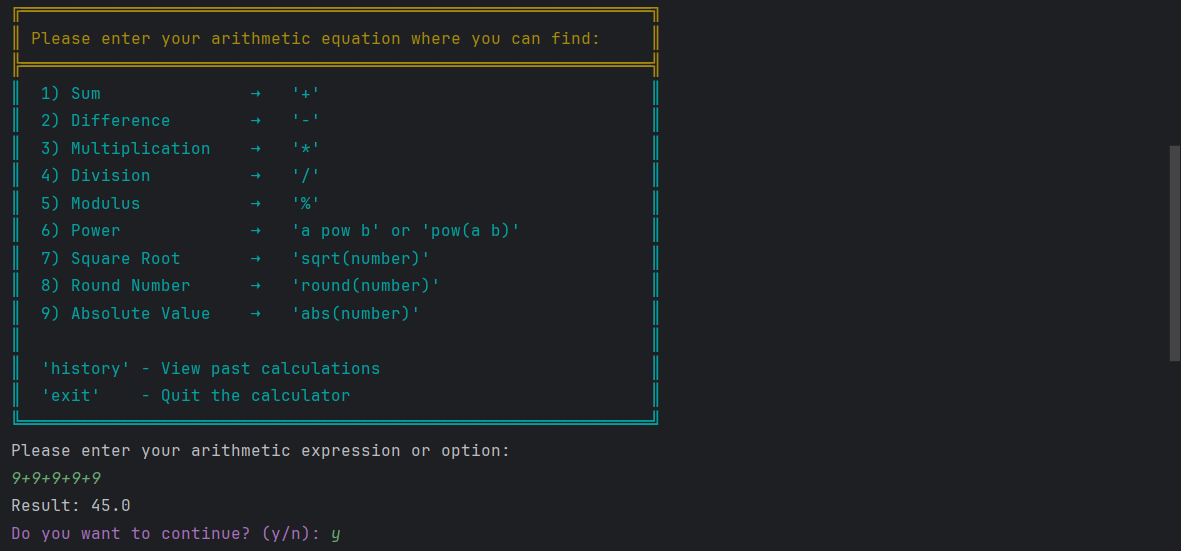 Please enter your arithmetic equation where you can find:
1) Sum → '+'
2) Difference → '-'
3) Multiplication → '*'
4) Division → '/'
5) Modulus → '%'
6) Power → 'a pow b' or 'pow(a b)'
7) Square Root → 'sqrt(number)'
8) Round Number → 'round(number)'
9) Absolute Value → 'abs(number)'
'history' - View past calculations
'exit' - Quit the calculator
Please enter your arithmetic expression or option:
9+9+9+9+9
Result: 45.0
Do you want to continue? (y/n): y